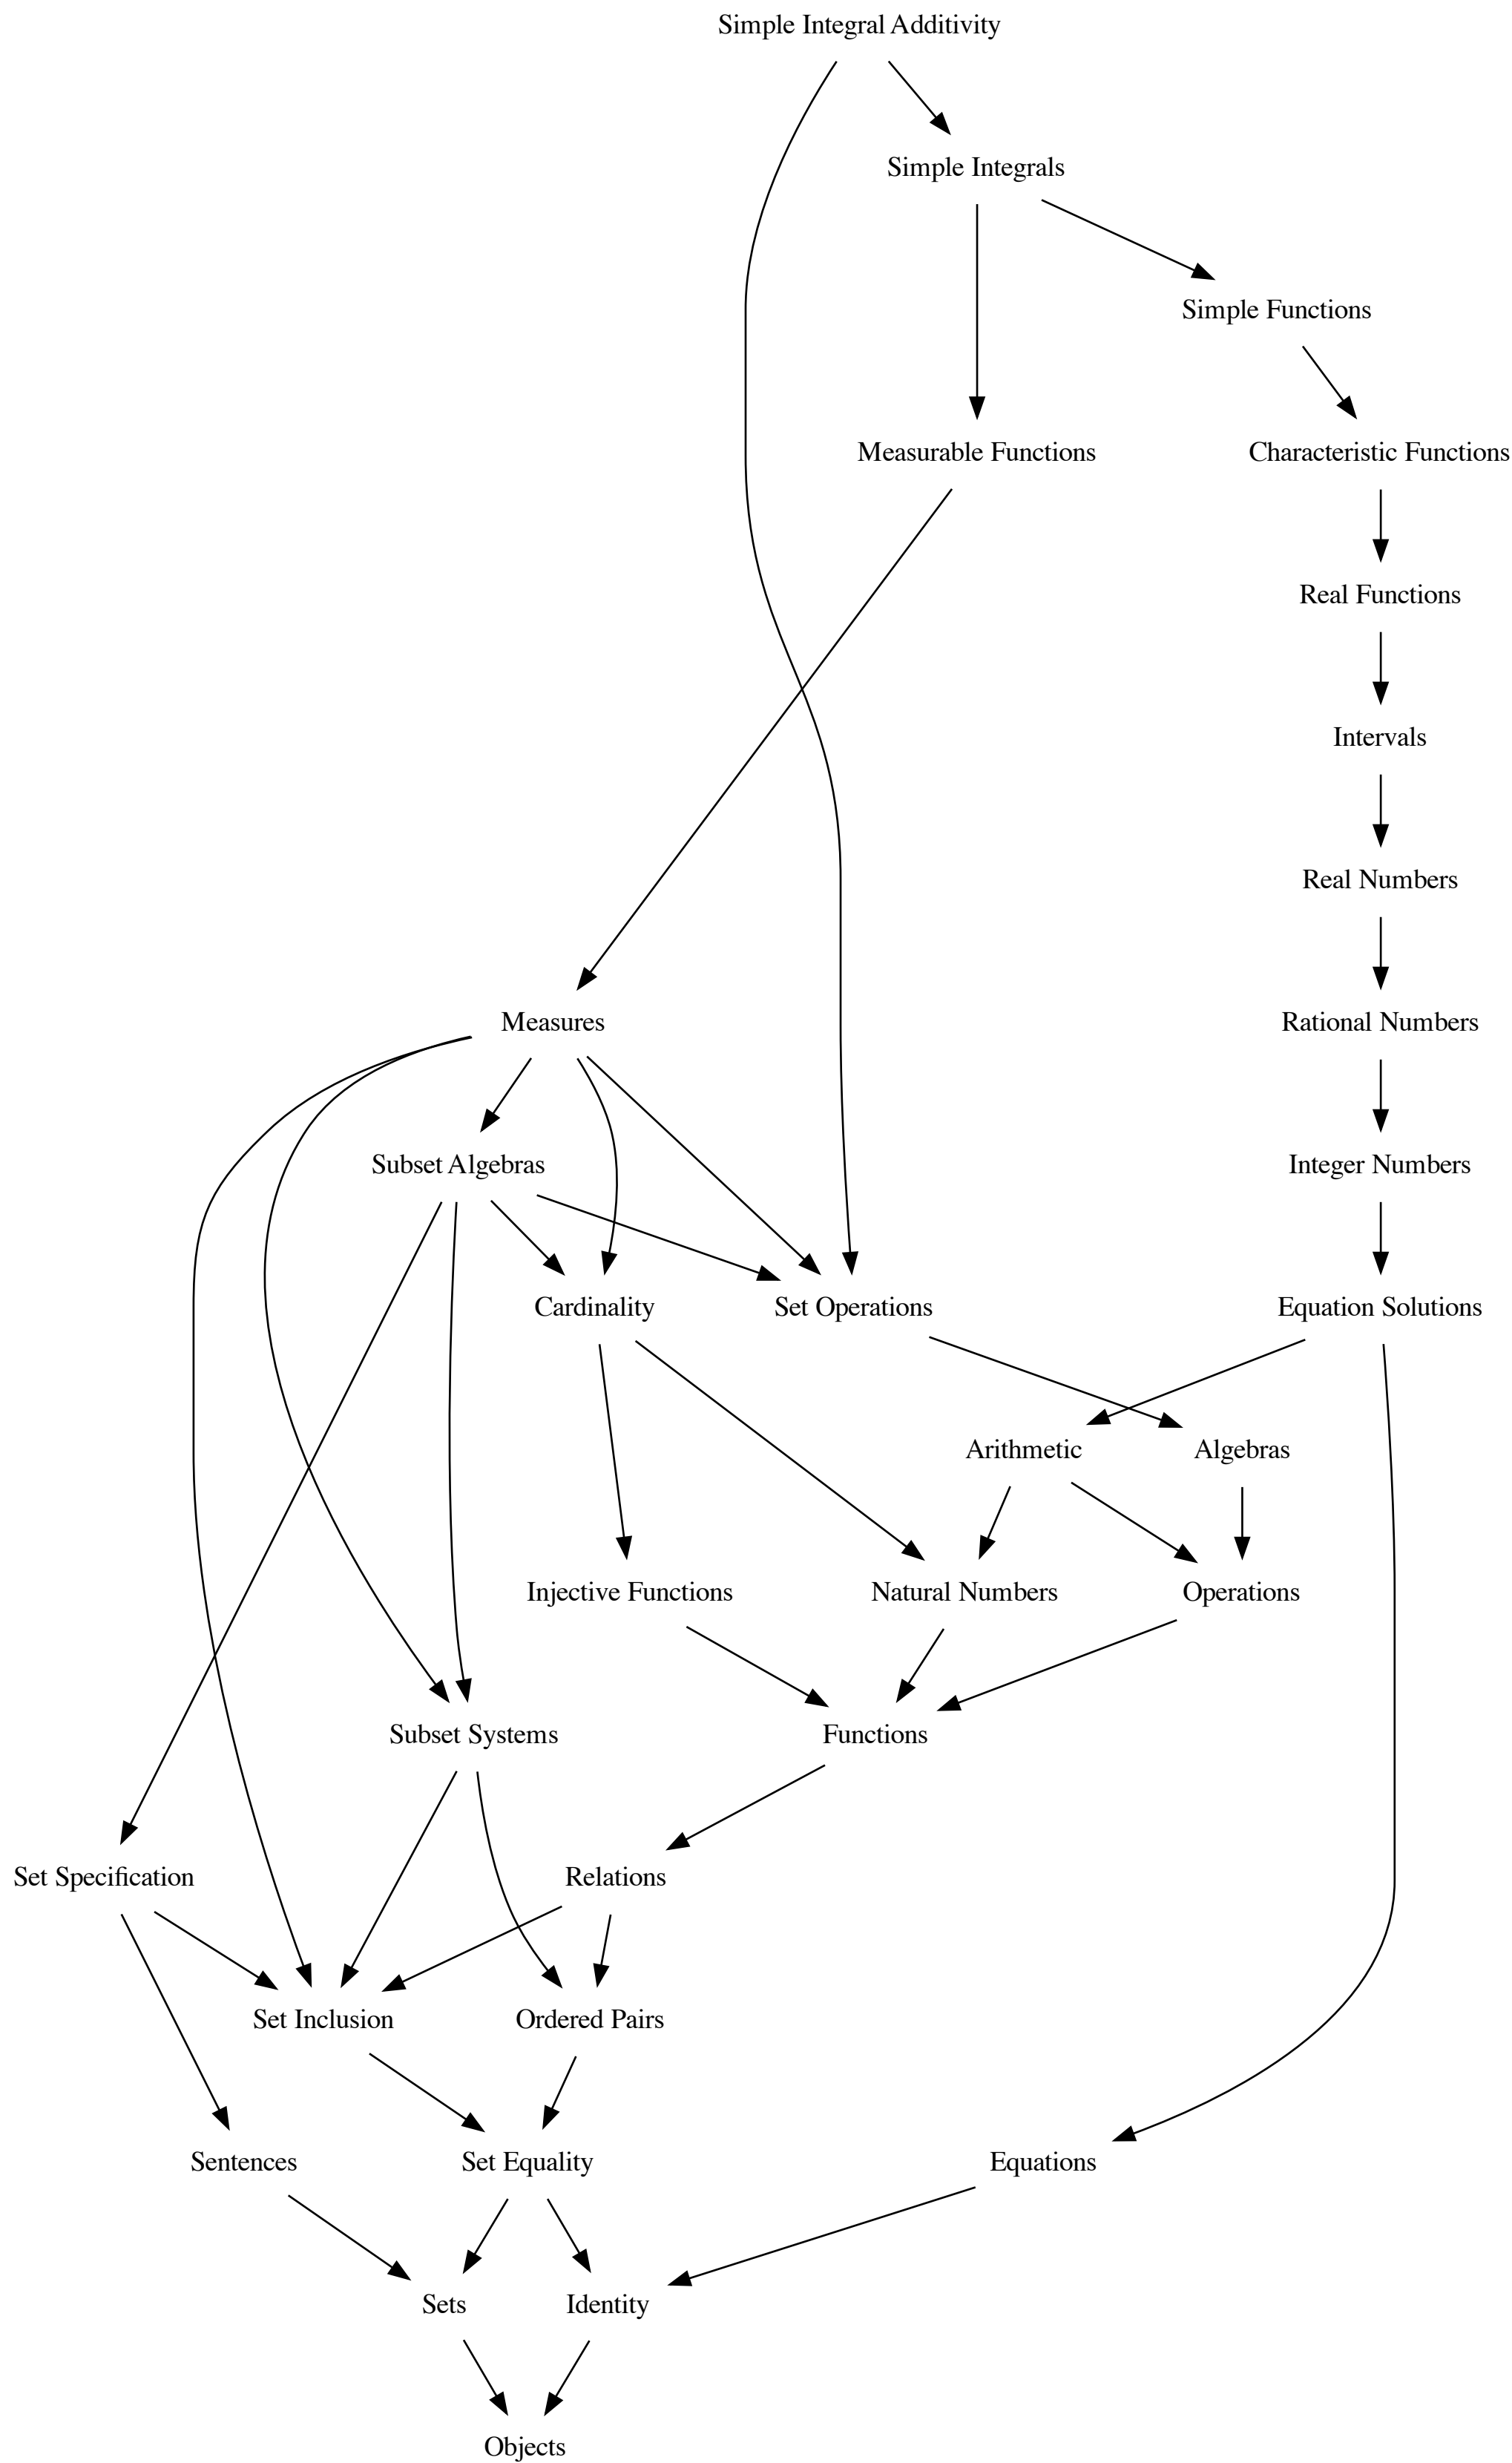 Simple Integral Additivity
Simple Integrals
Simple Functions
Measurable Functions
Characteristic Functions
Real Functions
Intervals
Real Numbers
Measures
Rational Numbers
Subset Algebras
Integer Numbers
Cardinality
Set Operations
Equation Solutions
Arithmetic
Algebras
Injective Functions
Natural Numbers
Operations
Subset Systems
Functions
Set Specification
Relations
Set Inclusion
Ordered Pairs
Sentences
Set Equality
Equations
Sets
Identity
Objects